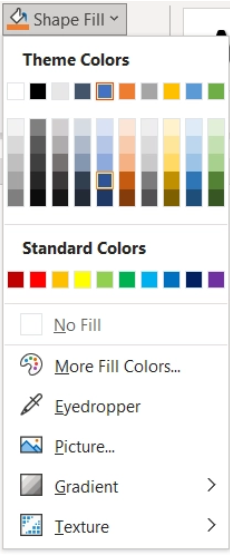 Shape Fill
Theme Colors
Standard Colors
No Fill
More Fill Colors...
Eyedropper
Picture...
Gradient
Texture